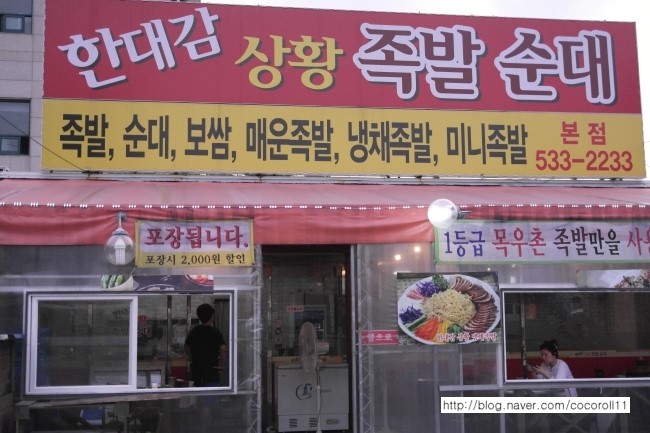 한대감 상황 족발 순대
족발, 순대, 보쌈, 매운족발, 냉채족발, 미니족발
본점
533-2233
포장됩니다.
포장시 2,000원 할인
1등급 목우촌 족발만을 사용
http://blog.naver.com/cocoroll11